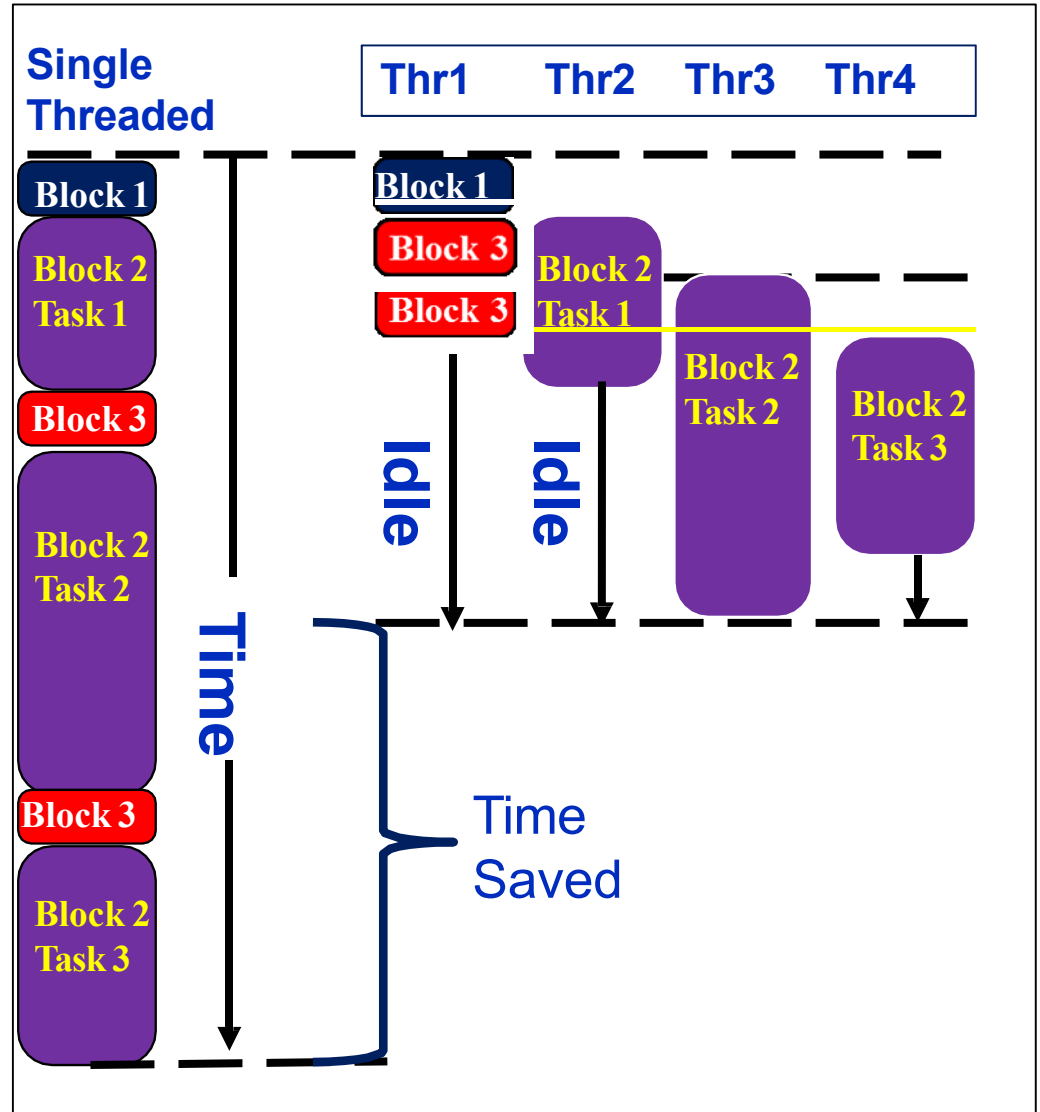 Single
Threaded
Thr1 Thr2 Thr3 Thr4
Block 1
Block 2
Task 1
Block 3
Block 2
Task 2
Block 3
Block 2
Task 3
Time
Block 1
Block 3
Block 3
Idle
Block 2
Task 1
Idle
Block 2
Task 2
Block 2
Task 3
Time
Saved